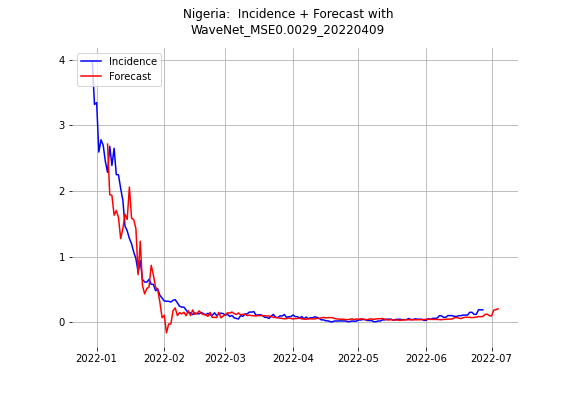 Nigeria:  Incidence + Forecast with
WaveNet_MSE0.0029_20220409
Incidence
Forecast
4
3
2
1
0
2022-01 2022-02 2022-03 2022-04 2022-05 2022-06 2022-07